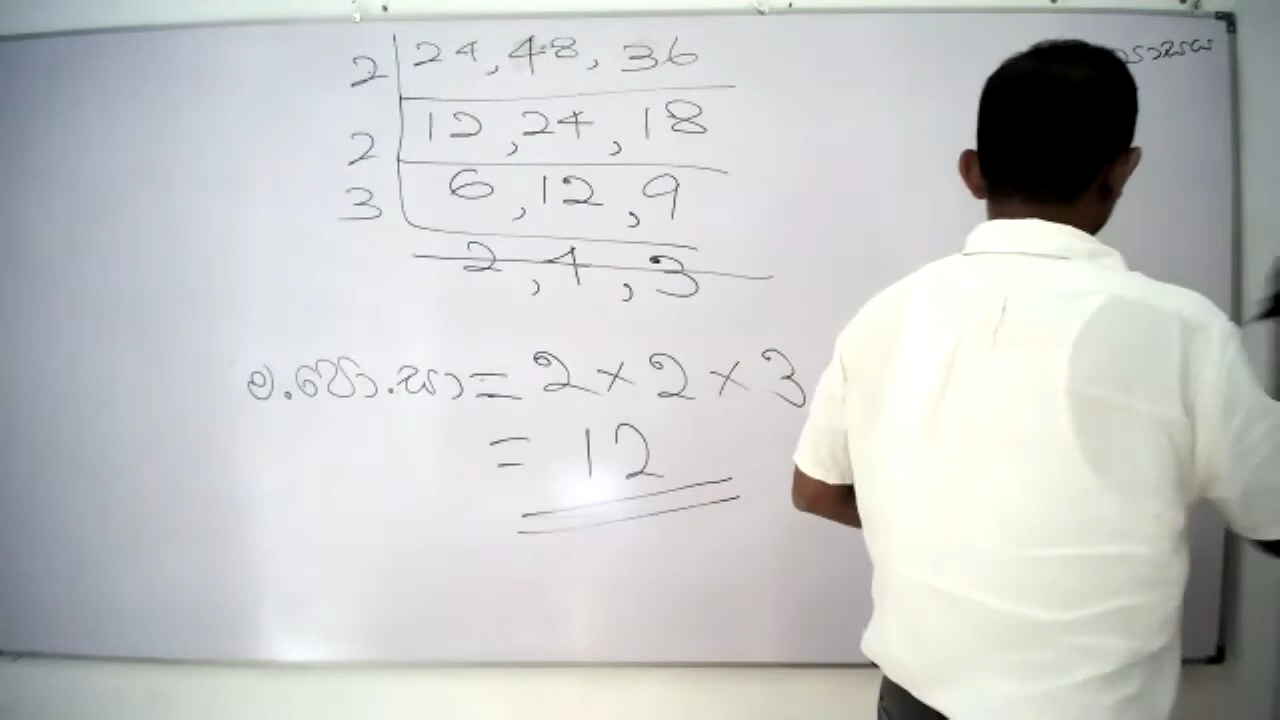 2 24, 48, 36
2 12, 24, 18
3 6, 12, 9
2, 4, 3
ම.පො.සා = 2 × 2 × 3
= 12